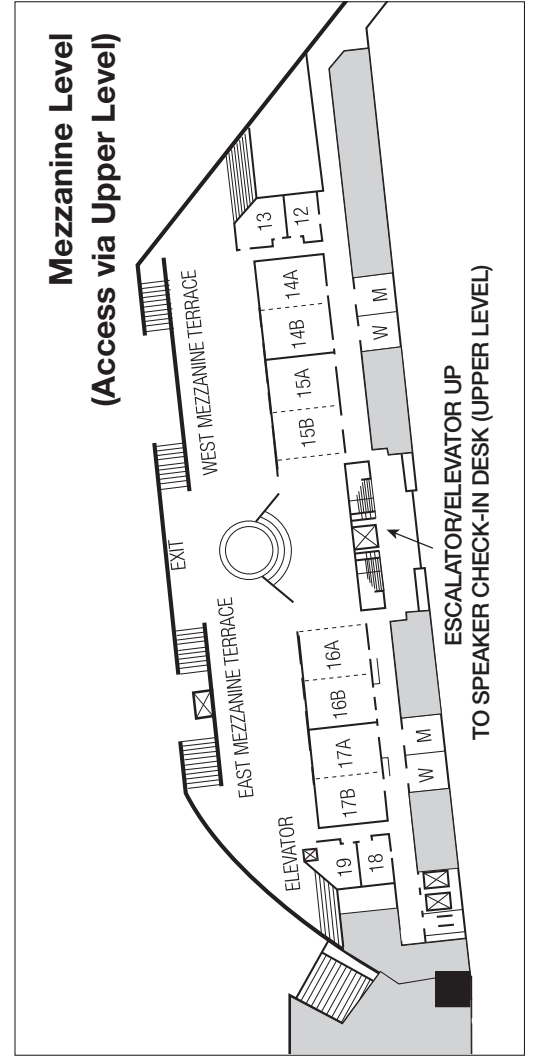 Mezzanine Level
(Access via Upper Level)
EAST MEZZANINE TERRACE
EXIT
WEST MEZZANINE TERRACE
ELEVATOR
19
18
17B
17A
16B
16A
15B
15A
14B
14A
13
12
W
M
W
M
ESCALATOR/ELEVATOR UP
TO SPEAKER CHECK-IN DESK (UPPER LEVEL)